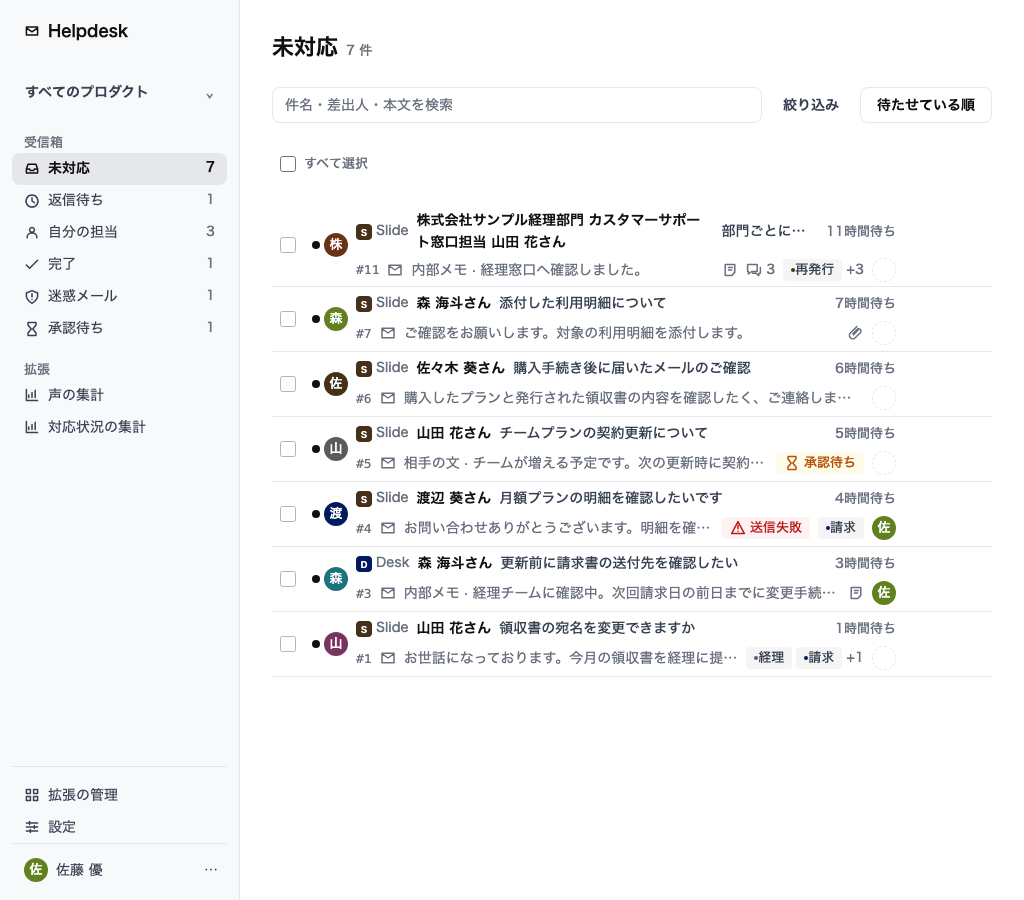 Helpdesk
すべてのプロダクト
受信箱
未対応 7
返信待ち 1
自分の担当 3
完了 1
迷惑メール 1
承認待ち 1
拡張
声の集計
対応状況の集計
拡張の管理
設定
佐 佐藤 優 …
未対応 7 件
件名・差出人・本文を検索 絞り込み 待たせている順
すべて選択
株 S Slide 株式会社サンプル経理部門 カスタマーサポー
ト窓口担当 山田 花さん 部門ごとに… 11時間待ち
#11 内部メモ · 経理窓口へ確認しました。 3 •再発行 +3
森 S Slide 森 海斗さん 添付した利用明細について 7時間待ち
#7 ご確認をお願いします。対象の利用明細を添付します。
佐 S Slide 佐々木 葵さん 購入手続き後に届いたメールのご確認 6時間待ち
#6 購入したプランと発行された領収書の内容を確認したく、ご連絡しま…
山 S Slide 山田 花さん チームプランの契約更新について 5時間待ち
#5 相手の文 · チームが増える予定です。次の更新時に契約… 承認待ち
渡 S Slide 渡辺 葵さん 月額プランの明細を確認したいです 4時間待ち
#4 お問い合わせありがとうございます。明細を確… 送信失敗 •請求 佐
森 D Desk 森 海斗さん 更新前に請求書の送付先を確認したい 3時間待ち
#3 内部メモ · 経理チームに確認中。次回請求日の前日までに変更手続… 佐
山 S Slide 山田 花さん 領収書の宛名を変更できますか 1時間待ち
#1 お世話になっております。今月の領収書を経理に提… •経理 •請求 +1